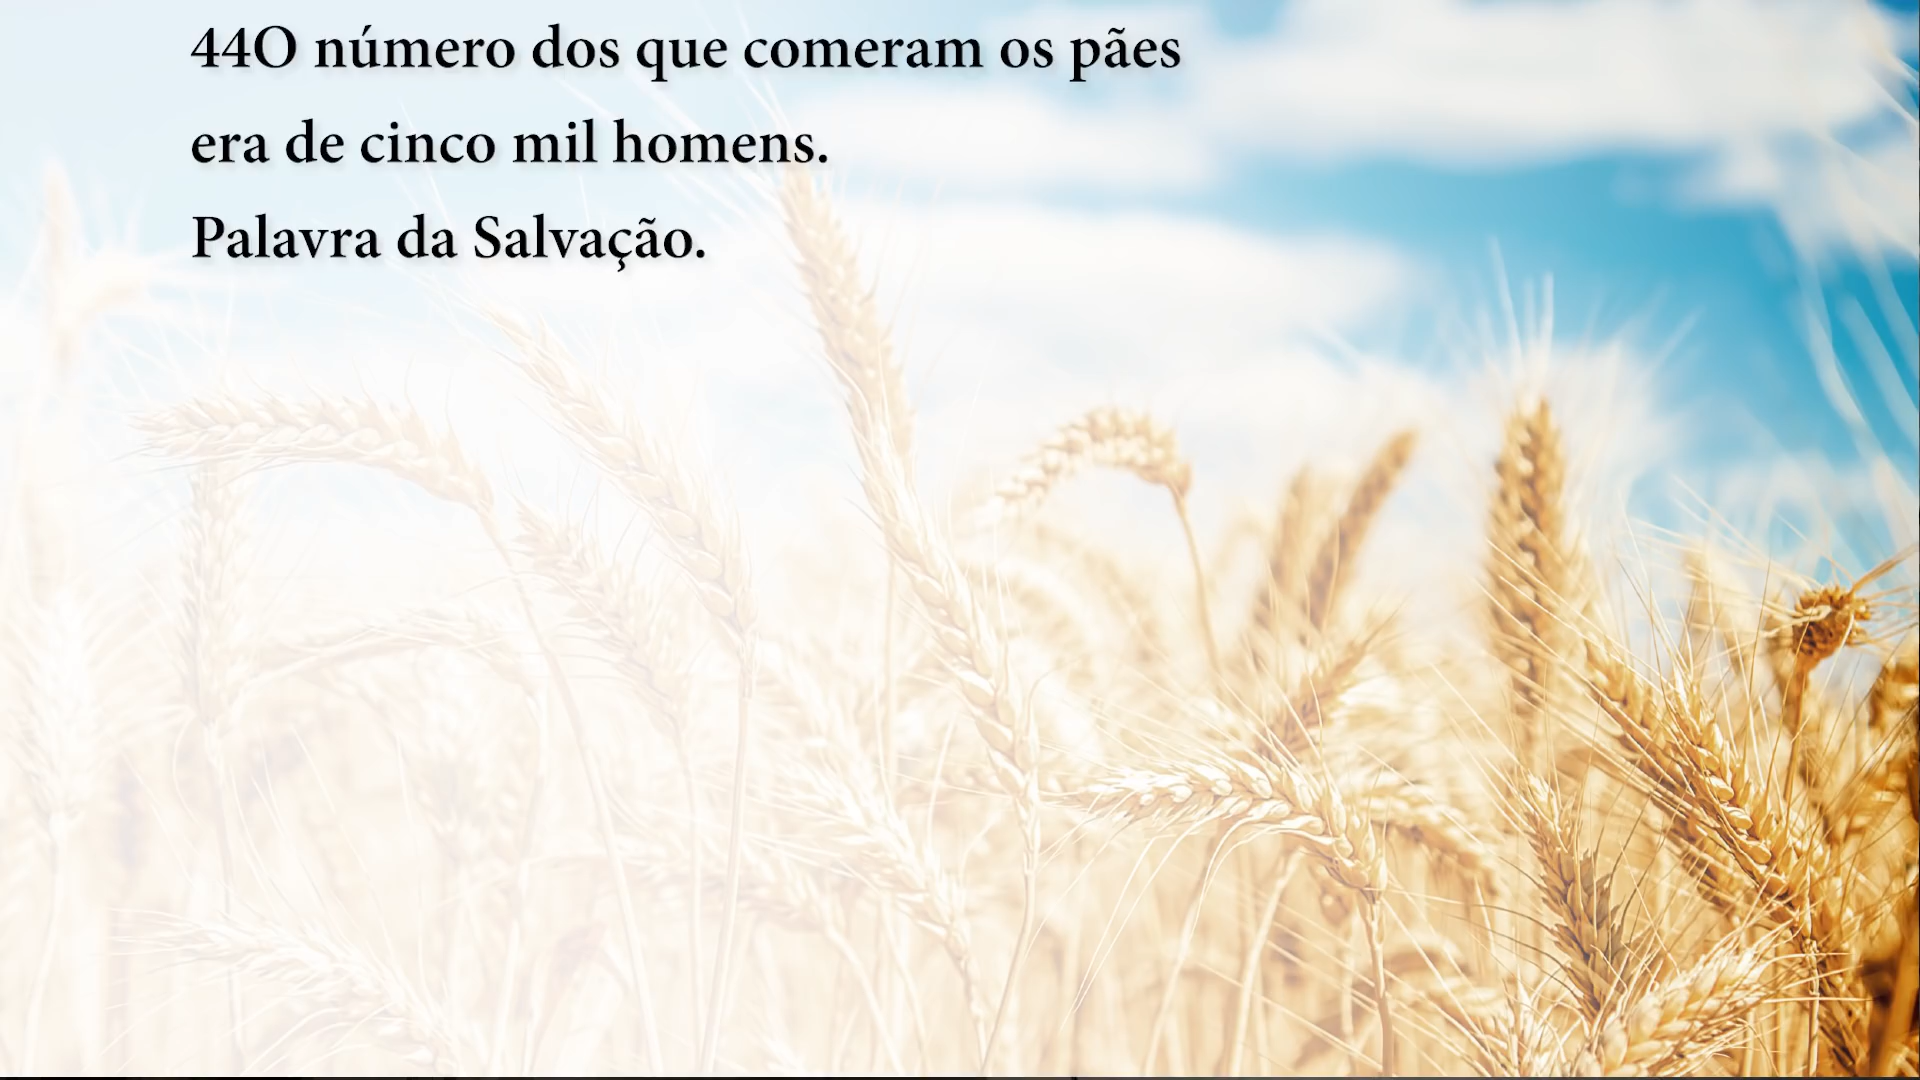 44O número dos que comeram os pães
era de cinco mil homens.
Palavra da Salvação.